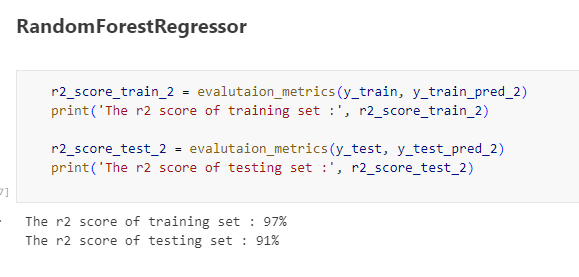 RandomForestRegressor
r2_score_train_2 = evalutaion_metrics(y_train, y_train_pred_2)
print('The r2 score of training set :', r2_score_train_2)
r2_score_test_2 = evalutaion_metrics(y_test, y_test_pred_2)
print('The r2 score of testing set :', r2_score_test_2)
7]
The r2 score of training set : 97%
The r2 score of testing set : 91%